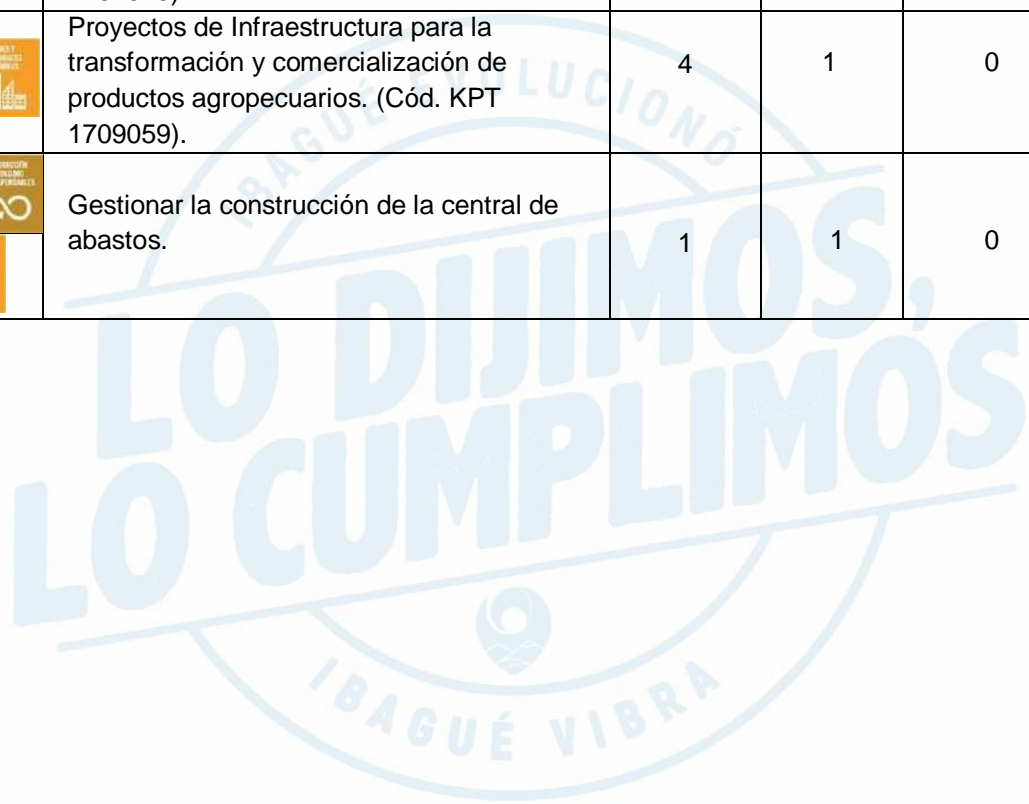 Proyectos de Infraestructura para la
transformación y comercialización de
productos agropecuarios. (Cód. KPT
1709059).
4
1
0
Gestionar la construcción de la central de
abastos.
1
1
0
IBAGUÉ EVOLUCIONÓ
LO DIJIMOS,
LO CUMPLIMOS
IBAGUÉ VIBRA